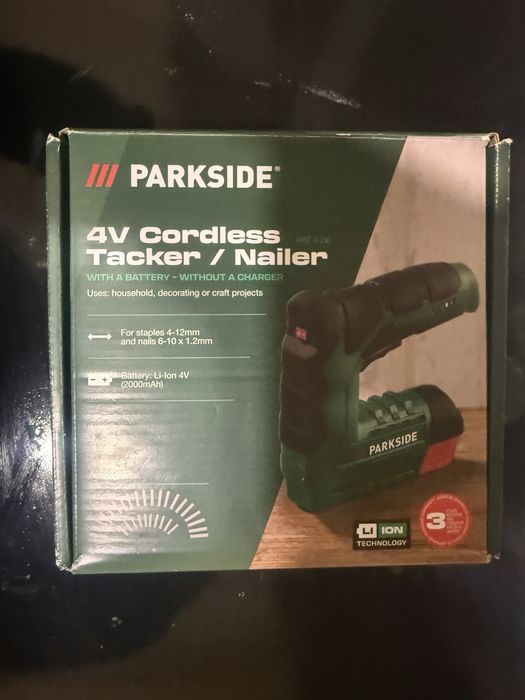 PARKSIDE®
4V Cordless
Tacker / Nailer
WITH A BATTERY - WITHOUT A CHARGER
Uses: household, decorating or craft projects
For staples 4-12mm
and nails 6-10 x 1.2mm
Battery: Li-Ion 4V
(2000mAh)
PARKSIDE
3
LI ION
TECHNOLOGY